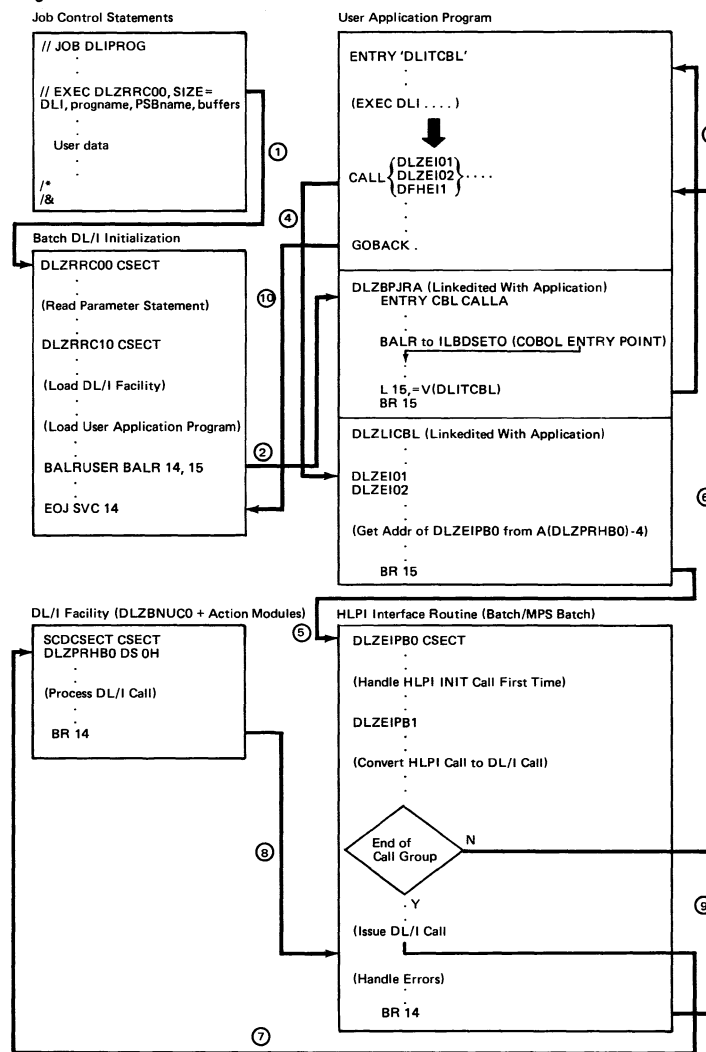 Job Control Statements
// JOB DLIPROG
// EXEC DLZRRC00, SIZE=
DLI, progname, PSBname, buffers
User data
/*
/&
①
Batch DL/I Initialization
DLZRRC00 CSECT
(Read Parameter Statement)
DLZRRC10 CSECT
(Load DL/I Facility)
(Load User Application Program)
BALRUSER BALR 14, 15
EOJ SVC 14
④
⑩
②
User Application Program
ENTRY 'DLITCBL'
(EXEC DLI . . . .)
CALL { DLZEI01
DLZEI02
DFHEI1 } . . . .
GOBACK .
DLZBPJRA (Linkedited With Application)
ENTRY CBL CALLA
BALR to ILBDSETO (COBOL ENTRY POINT)
L 15,=V(DLITCBL)
BR 15
DLZLICBL (Linkedited With Application)
DLZEI01
DLZEI02
(Get Addr of DLZEIPB0 from A(DLZPRHB0)-4)
BR 15
⑥
DL/I Facility (DLZBNUC0 + Action Modules)
SCDCSECT CSECT
DLZPRHB0 DS 0H
(Process DL/I Call)
BR 14
⑤
⑧
HLPI Interface Routine (Batch/MPS Batch)
DLZEIPB0 CSECT
(Handle HLPI INIT Call First Time)
DLZEIPB1
(Convert HLPI Call to DL/I Call)
End of
Call Group
N
Y
(Issue DL/I Call
(Handle Errors)
BR 14
⑨
⑦